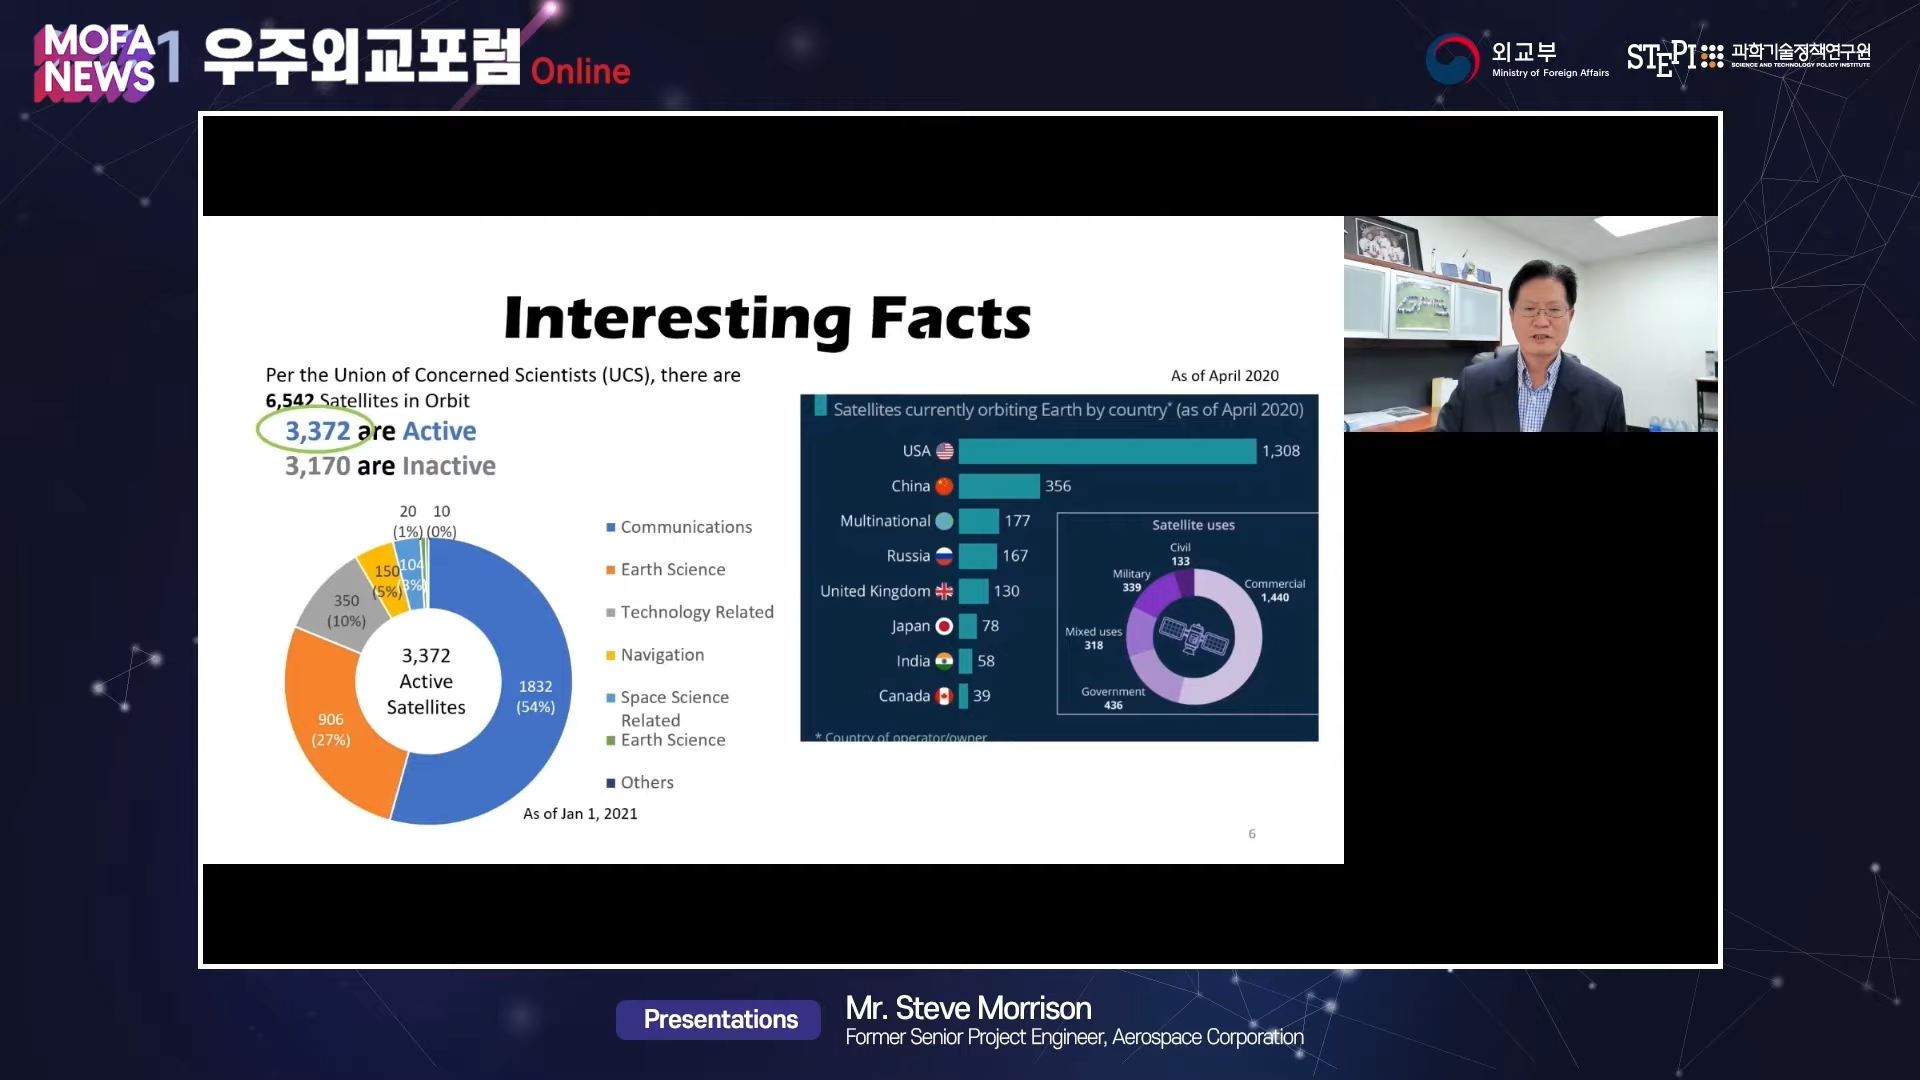 MOFA
NEWS
1 우주외교포럼 Online
외교부
Ministry of Foreign Affairs
STEPI 과학기술정책연구원
SCIENCE AND TECHNOLOGY POLICY INSTITUTE
Interesting Facts
Per the Union of Concerned Scientists (UCS), there are
6,542 Satellites in Orbit
3,372 are Active
3,170 are Inactive
20
(1%)
10
(0%)
104
(3%)
150
(5%)
350
(10%)
906
(27%)
1832
(54%)
3,372
Active
Satellites
Communications
Earth Science
Technology Related
Navigation
Space Science
Related
Earth Science
Others
As of Jan 1, 2021
As of April 2020
Satellites currently orbiting Earth by country* (as of April 2020)
USA 1,308
China 356
Multinational 177
Russia 167
United Kingdom 130
Japan 78
India 58
Canada 39
Satellite uses
Civil
133
Military
339
Commercial
1,440
Mixed uses
318
Government
436
* Country of operator/owner
6
Presentations
Mr. Steve Morrison
Former Senior Project Engineer, Aerospace Corporation